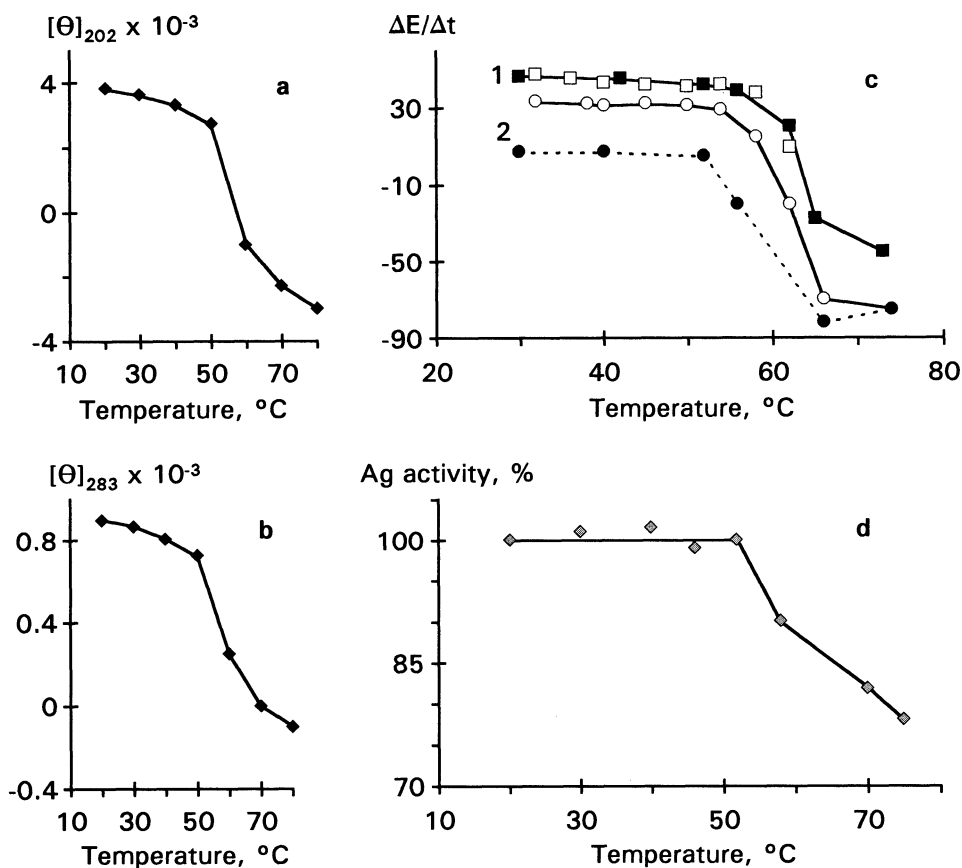 [Θ]202 x 10-3
a
4
0
-4
10 30 50 70
Temperature, °C
ΔE/Δt
c
1
2
30
-10
-50
-90
20 40 60 80
Temperature, °C
[Θ]283 x 10-3
b
0.8
0.4
0
-0.4
10 30 50 70
Temperature, °C
Ag activity, %
d
100
85
70
10 30 50 70
Temperature, °C